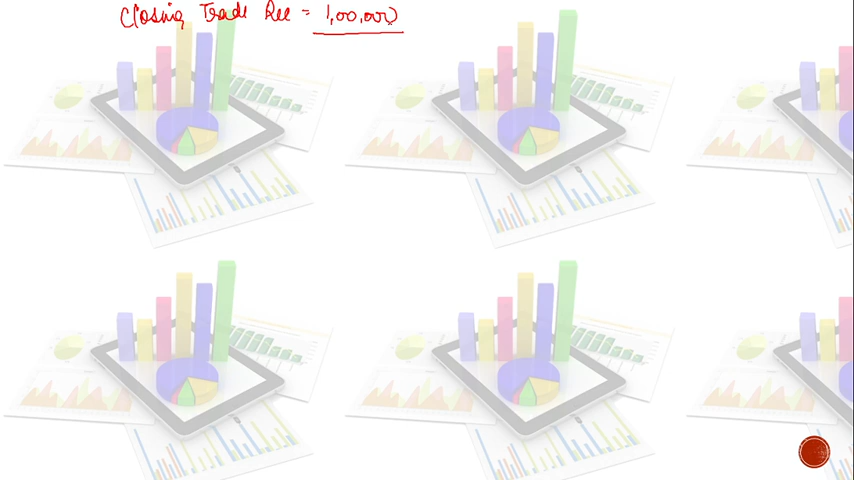 Closing Trade Rec = 1,00,000